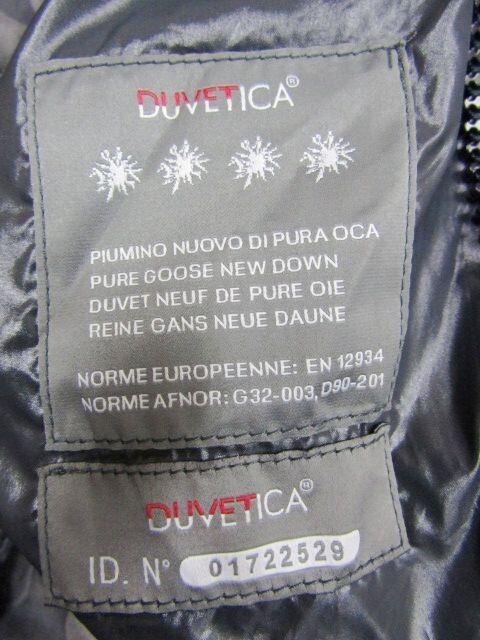 DUVETICA®
PIUMINO NUOVO DI PURA OCA
PURE GOOSE NEW DOWN
DUVET NEUF DE PURE OIE
REINE GANS NEUE DAUNE
NORME EUROPEENNE: EN 12934
NORME AFNOR: G32-003, D90-201
DUVETICA®
ID. N° 01722529